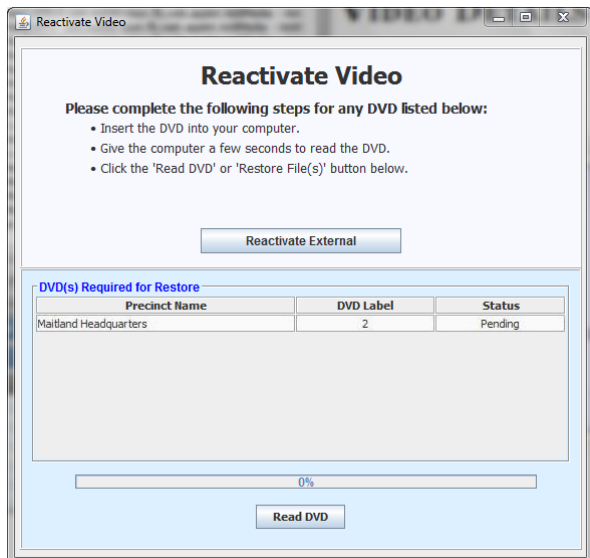 Reactivate Video
VIDEO DETAILS
Reactivate Video
Please complete the following steps for any DVD listed below:
• Insert the DVD into your computer.
• Give the computer a few seconds to read the DVD.
• Click the 'Read DVD' or 'Restore File(s)' button below.
Reactivate External
DVD(s) Required for Restore
Precinct Name DVD Label Status
Maitland Headquarters 2 Pending
0%
Read DVD